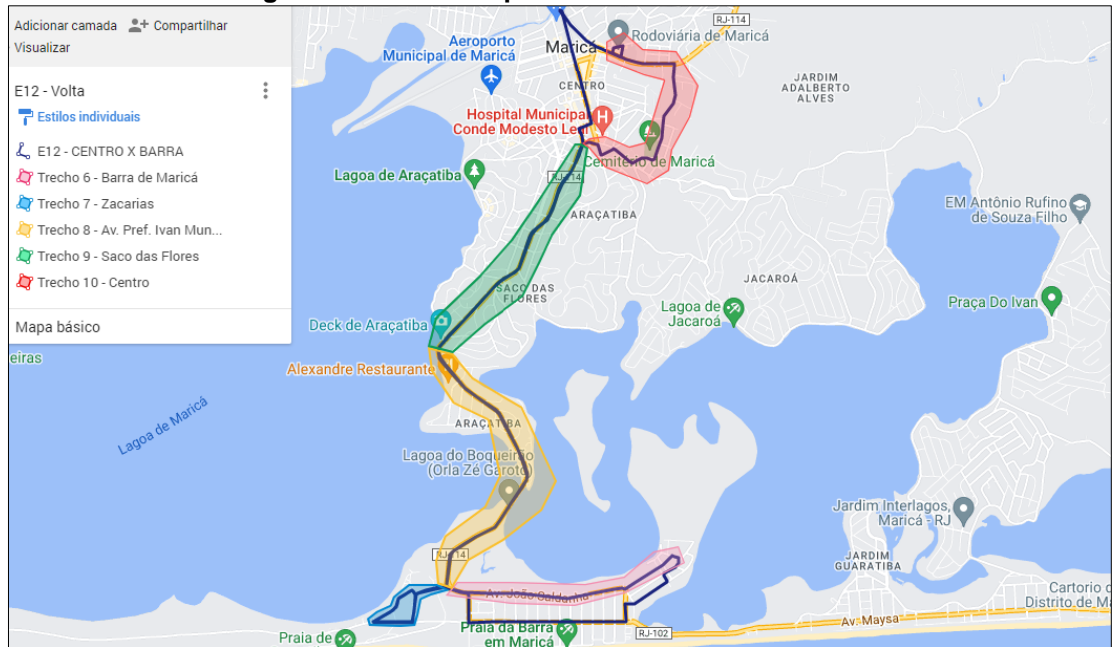 Adicionar camada
Compartilhar
Visualizar
E12 - Volta
Estilos individuais
E12 - CENTRO X BARRA
Trecho 6 - Barra de Maricá
Trecho 7 - Zacarias
Trecho 8 - Av. Pref. Ivan Mun...
Trecho 9 - Saco das Flores
Trecho 10 - Centro
Mapa básico
eiras
RJ-114
Rodoviária de Maricá
Aeroporto
Municipal de Maricá
Maricá
JARDIM
ADALBERTO
ALVES
CENTRO
Hospital Municipal
Conde Modesto Leal
Cemitério de Maricá
Lagoa de Araçatiba
RJ-114
ARAÇATIBA
EM Antônio Rufino
de Souza Filho
JACAROÁ
SACO DAS
FLORES
Lagoa de
Jacaroá
Praça Do Ivan
Deck de Araçatiba
Alexandre Restaurante
Lagoa de Maricá
ARAÇATIBA
Lagoa do Boqueirão
(Orla Zé Garoto)
Jardim Interlagos,
Maricá - RJ
RJ-114
JARDIM
GUARATIBA
Av. João Saldanha
Cartorio d
Distrito de Ma
Av. Maysa
Praia da Barra
em Maricá
RJ-102
Praia de